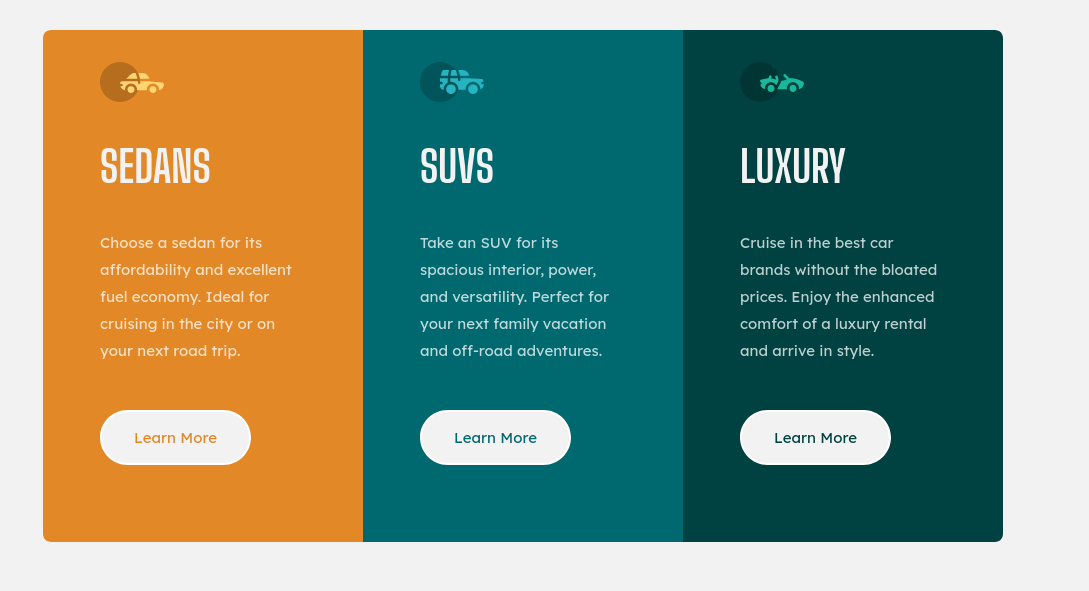 SEDANS
Choose a sedan for its
affordability and excellent
fuel economy. Ideal for
cruising in the city or on
your next road trip.
Learn More
SUVS
Take an SUV for its
spacious interior, power,
and versatility. Perfect for
your next family vacation
and off-road adventures.
Learn More
LUXURY
Cruise in the best car
brands without the bloated
prices. Enjoy the enhanced
comfort of a luxury rental
and arrive in style.
Learn More